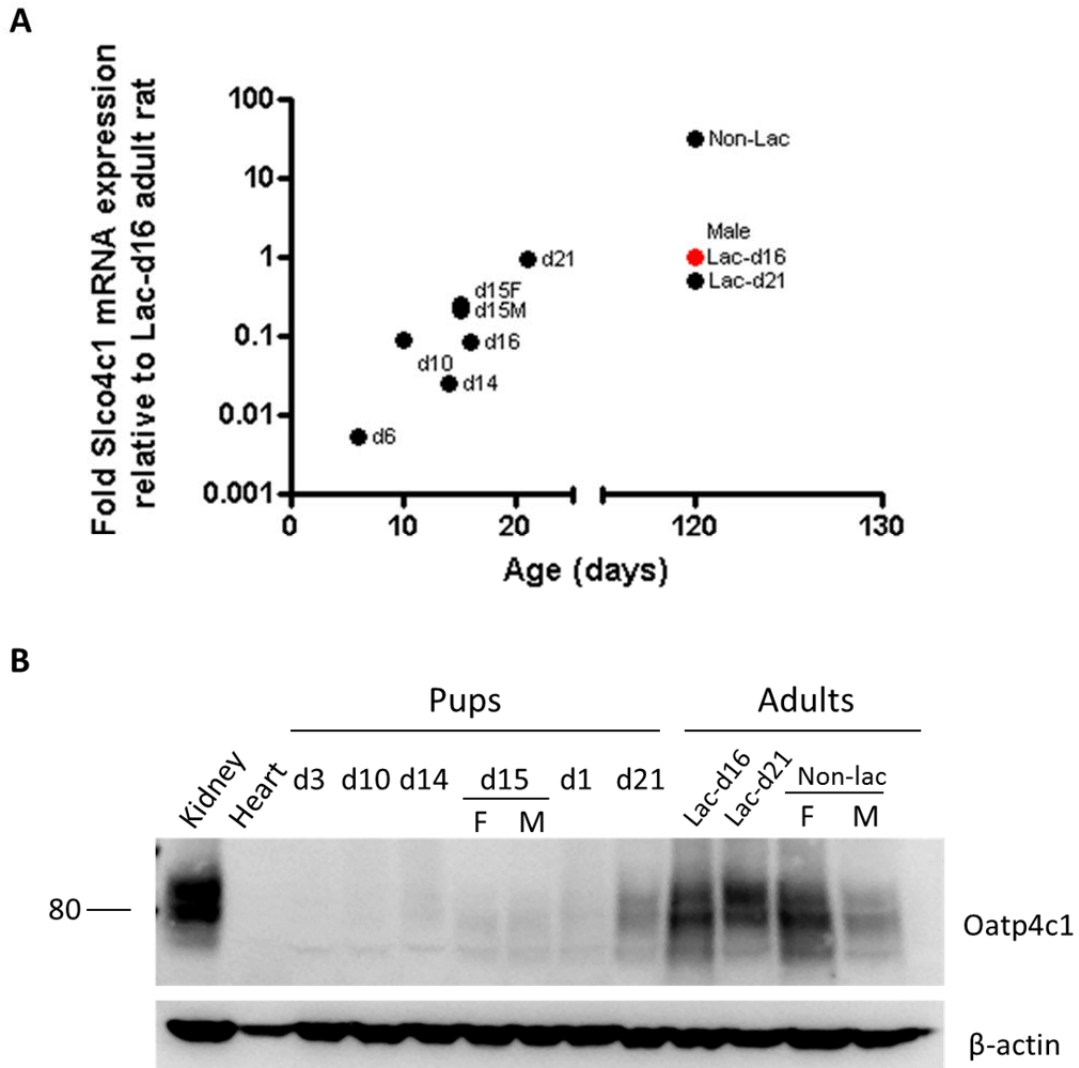 A
Fold Slco4c1 mRNA expression
relative to Lac-d16 adult rat
100
10
1
0.1
0.01
0.001
Non-Lac
Male
Lac-d16
Lac-d21
d21
d15F
d15M
d16
d10
d14
d6
0 10 20 120 130
Age (days)
B
Pups Adults
Kidney Heart d3 d10 d14 d15 d1 d21 Lac-d16 Lac-d21 Non-lac
F M F M
80
Oatp4c1
β-actin